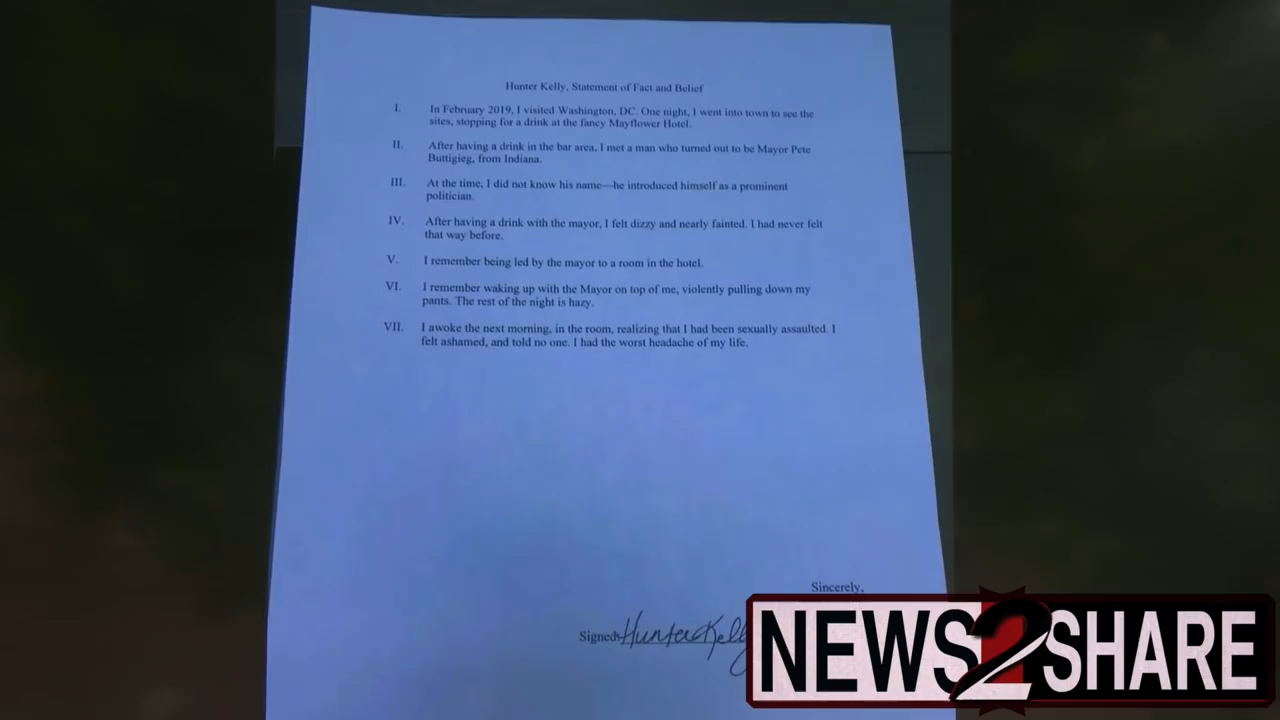 Hunter Kelly, Statement of Fact and Belief
I. In February 2019, I visited Washington, DC. One night, I went into town to see the
sites, stopping for a drink at the fancy Mayflower Hotel.
II. After having a drink in the bar area, I met a man who turned out to be Mayor Pete
Buttigieg, from Indiana.
III. At the time, I did not know his name—he introduced himself as a prominent
politician.
IV. After having a drink with the mayor, I felt dizzy and nearly fainted. I had never felt
that way before.
V. I remember being led by the mayor to a room in the hotel.
VI. I remember waking up with the Mayor on top of me, violently pulling down my
pants. The rest of the night is hazy.
VII. I awoke the next morning, in the room, realizing that I had been sexually assaulted. I
felt ashamed, and told no one. I had the worst headache of my life.
Sincerely,
Signed: Hunter Kelly
NEWS2SHARE